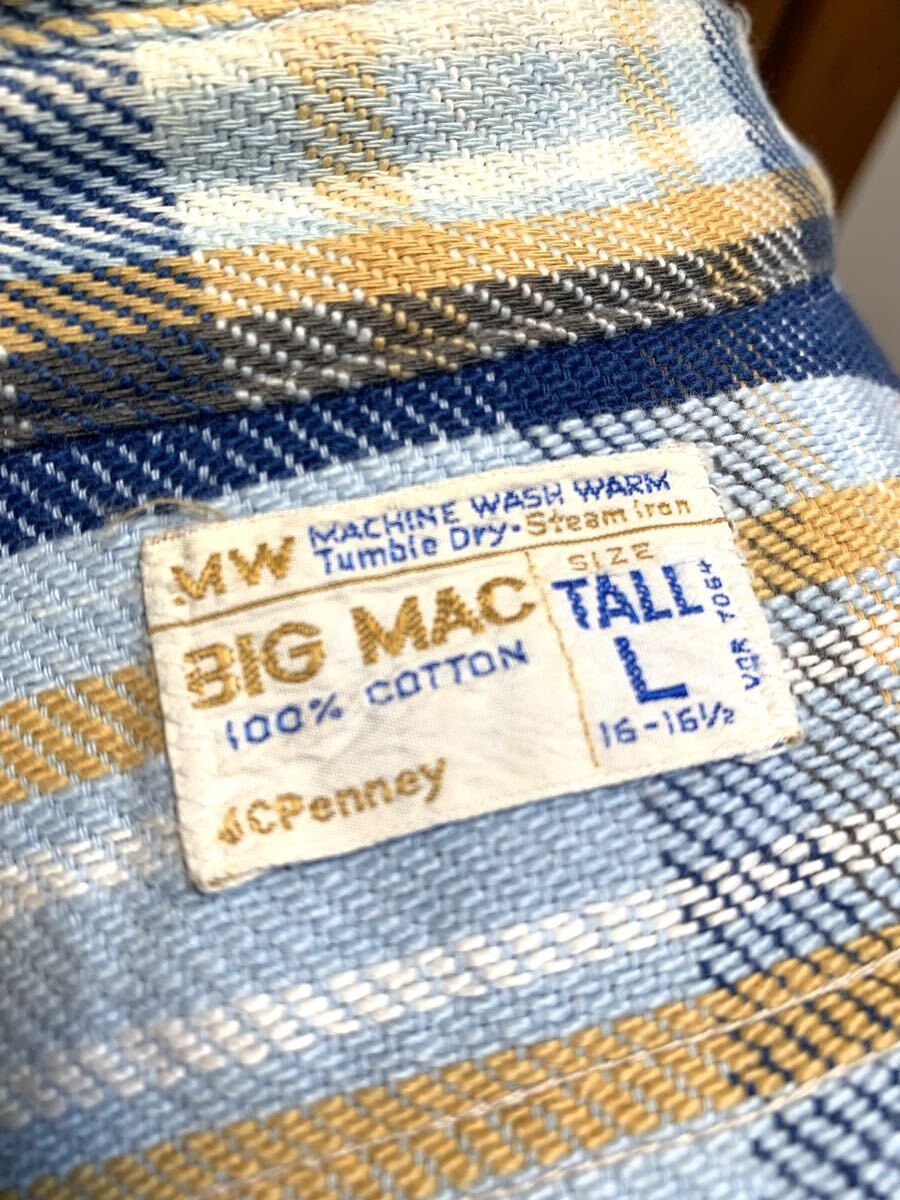 MW MACHINE WASH WARM
Tumble Dry-Steam iron
BIG MAC
100% COTTON
JCPenney
SIZE
TALL
L
16-16½
7064